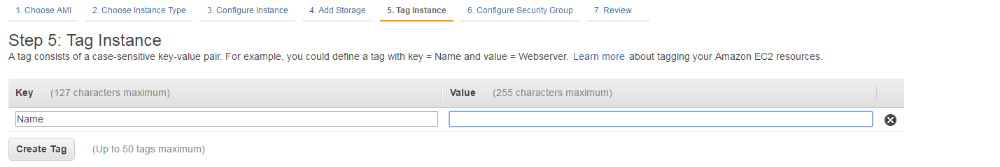 1. Choose AMI 2. Choose Instance Type 3. Configure Instance 4. Add Storage 5. Tag Instance 6. Configure Security Group 7. Review
Step 5: Tag Instance
A tag consists of a case-sensitive key-value pair. For example, you could define a tag with key = Name and value = Webserver. Learn more about tagging your Amazon EC2 resources.
Key (127 characters maximum) Value (255 characters maximum)
Name
Create Tag (Up to 50 tags maximum)